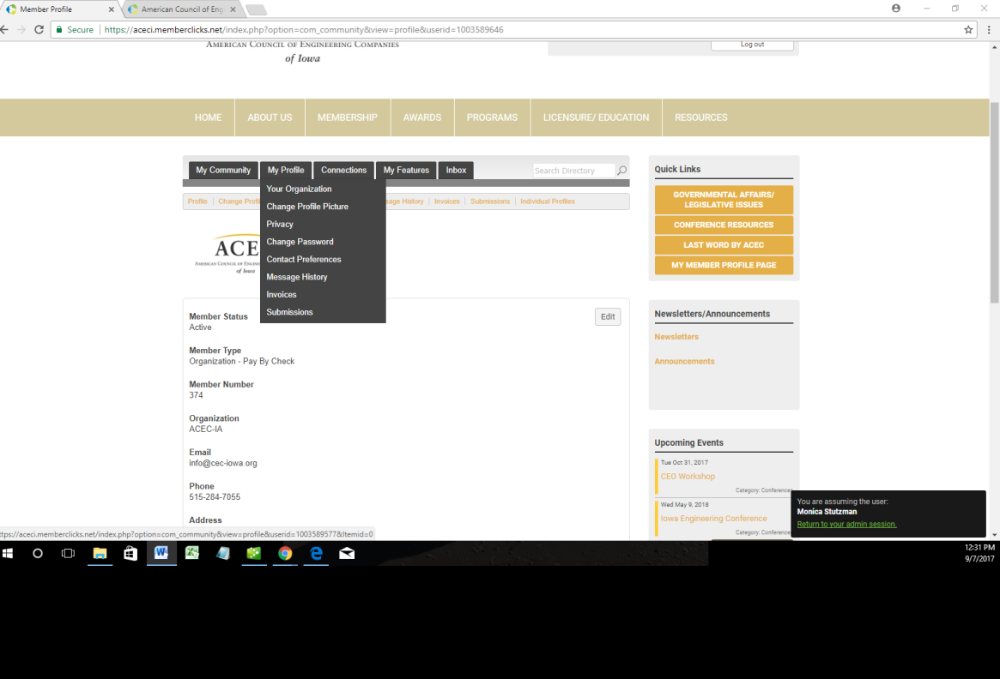 Member Profile
American Council of Eng
Secure
https://aceci.memberclicks.net/index.php?option=com_community&view=profile&userid=1003589646
American Council of Engineering Companies
of Iowa
Log out
HOME
ABOUT US
MEMBERSHIP
AWARDS
PROGRAMS
LICENSURE/ EDUCATION
RESOURCES
My Community
My Profile
Connections
My Features
Inbox
Search Directory
Profile | Change Profi
sage History | Invoices | Submissions | Individual Profiles
Your Organization
Change Profile Picture
Privacy
Change Password
Contact Preferences
Message History
Invoices
Submissions
ACE
American Council of Engin
of Iowa
Edit
Member Status
Active
Member Type
Organization - Pay By Check
Member Number
374
Organization
ACEC-IA
Email
info@cec-iowa.org
Phone
515-284-7055
Address
Quick Links
GOVERNMENTAL AFFAIRS/
LEGISLATIVE ISSUES
CONFERENCE RESOURCES
LAST WORD BY ACEC
MY MEMBER PROFILE PAGE
Newsletters/Announcements
Newsletters
Announcements
Upcoming Events
Tue Oct 31, 2017
CEO Workshop
Category: Conferences
Wed May 9, 2018
Iowa Engineering Conference
Category: Conference
You are assuming the user:
Monica Stutzman
Return to your admin session.
ttps://aceci.memberclicks.net/index.php?option=com_community&view=profile&userid=1003589577&Itemid=0
12:31 PM
9/7/2017